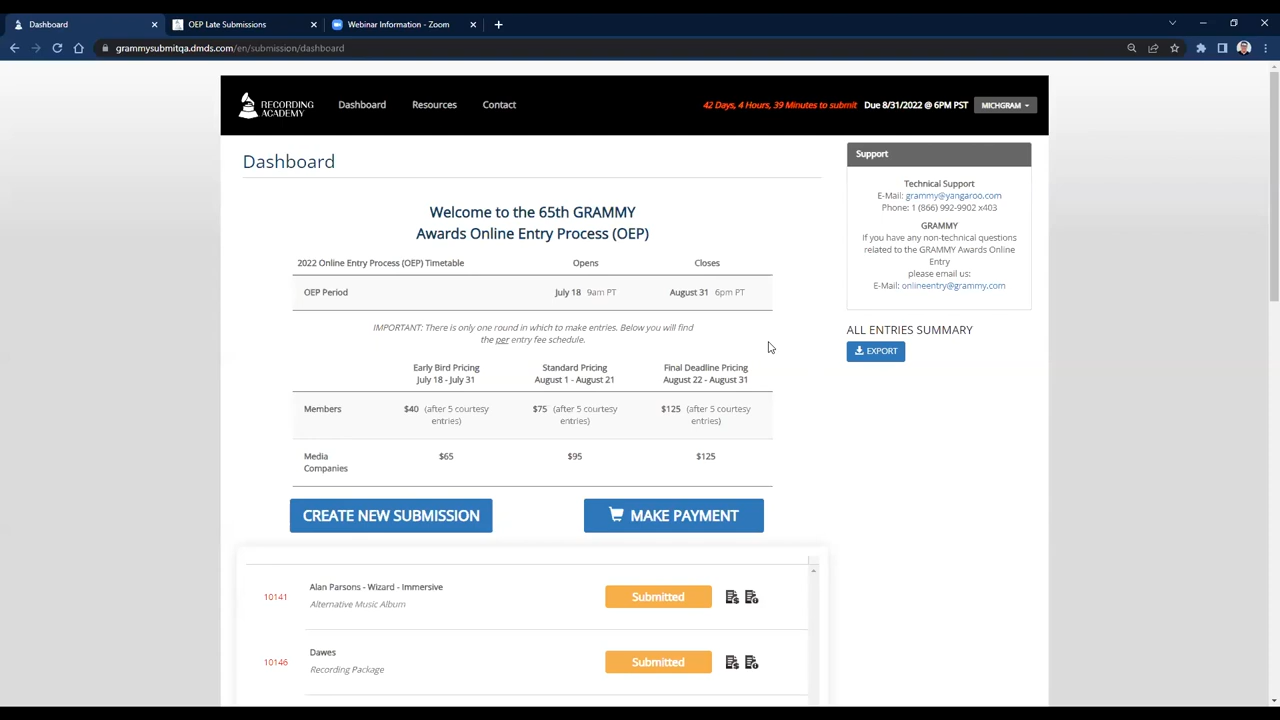 Dashboard
OEP Late Submissions
Webinar Information - Zoom
grammysubmitqa.dmds.com/en/submission/dashboard
RECORDING
ACADEMY
Dashboard
Resources
Contact
42 Days, 4 Hours, 39 Minutes to submit
Due 8/31/2022 @ 6PM PST
MICHGRAM
Dashboard
Welcome to the 65th GRAMMY
Awards Online Entry Process (OEP)
2022 Online Entry Process (OEP) Timetable Opens Closes
OEP Period July 18 9am PT August 31 6pm PT
IMPORTANT: There is only one round in which to make entries. Below you will find
the per entry fee schedule.
Early Bird Pricing Standard Pricing Final Deadline Pricing
July 18 - July 31 August 1 - August 21 August 22 - August 31
Members $40 (after 5 courtesy $75 (after 5 courtesy $125 (after 5 courtesy
entries) entries) entries)
Media $65 $95 $125
Companies
CREATE NEW SUBMISSION
MAKE PAYMENT
10141 Alan Parsons - Wizard - Immersive Submitted
Alternative Music Album
10146 Dawes Submitted
Recording Package
Support
Technical Support
E-Mail: grammy@yangaroo.com
Phone: 1 (866) 992-9902 x403
GRAMMY
If you have any non-technical questions
related to the GRAMMY Awards Online
Entry
please email us:
E-Mail: onlineentry@grammy.com
ALL ENTRIES SUMMARY
EXPORT